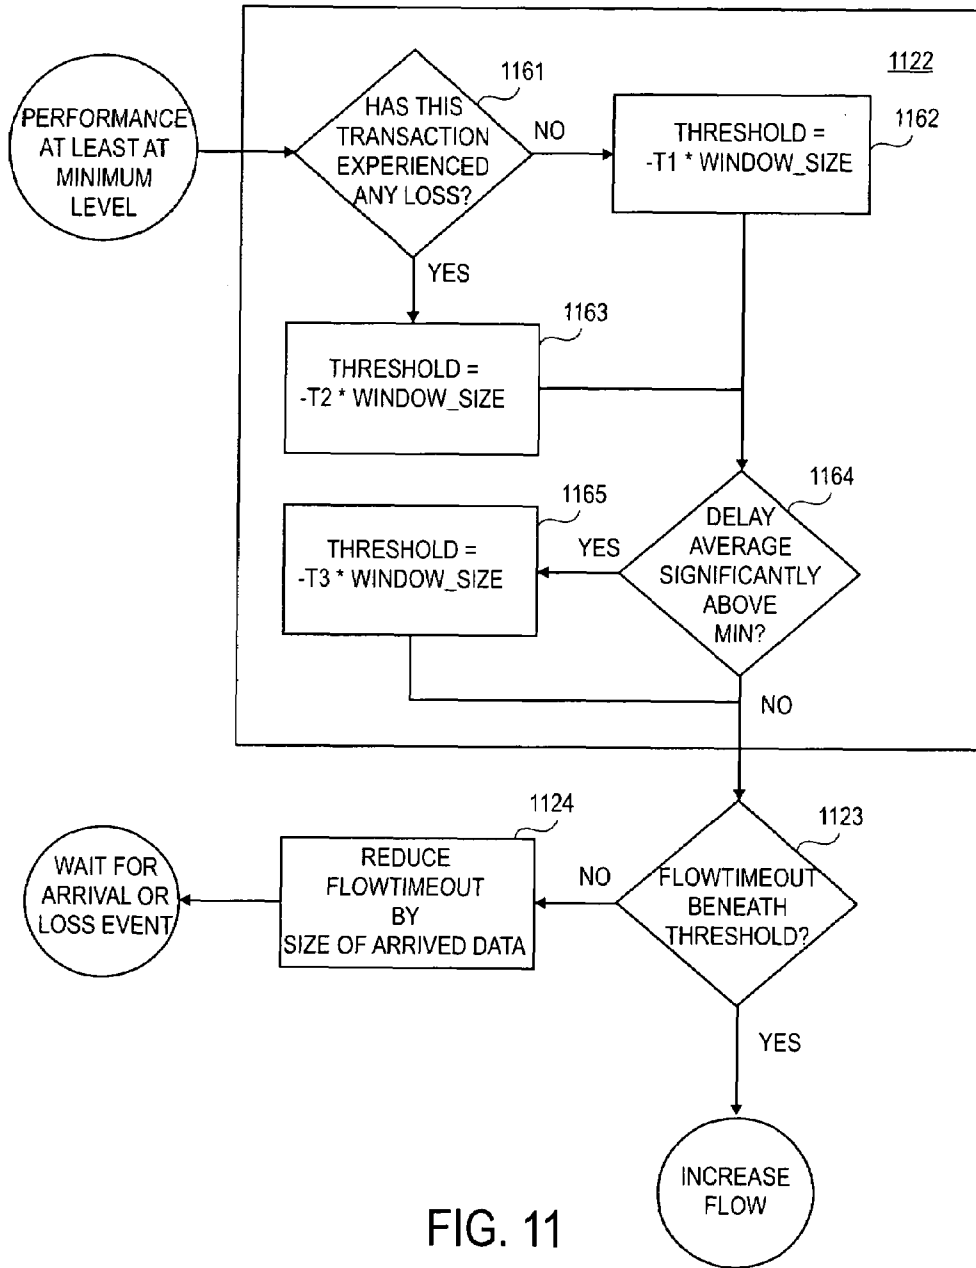 1122
PERFORMANCE
AT LEAST AT
MINIMUM
LEVEL
1161
HAS THIS
TRANSACTION
EXPERIENCED
ANY LOSS?
NO
YES
1162
THRESHOLD =
-T1 * WINDOW_SIZE
1163
THRESHOLD =
-T2 * WINDOW_SIZE
1164
DELAY
AVERAGE
SIGNIFICANTLY
ABOVE
MIN?
YES
NO
1165
THRESHOLD =
-T3 * WINDOW_SIZE
1123
FLOWTIMEOUT
BENEATH
THRESHOLD?
NO
YES
1124
REDUCE
FLOWTIMEOUT
BY
SIZE OF ARRIVED DATA
WAIT FOR
ARRIVAL OR
LOSS EVENT
INCREASE
FLOW
FIG. 11